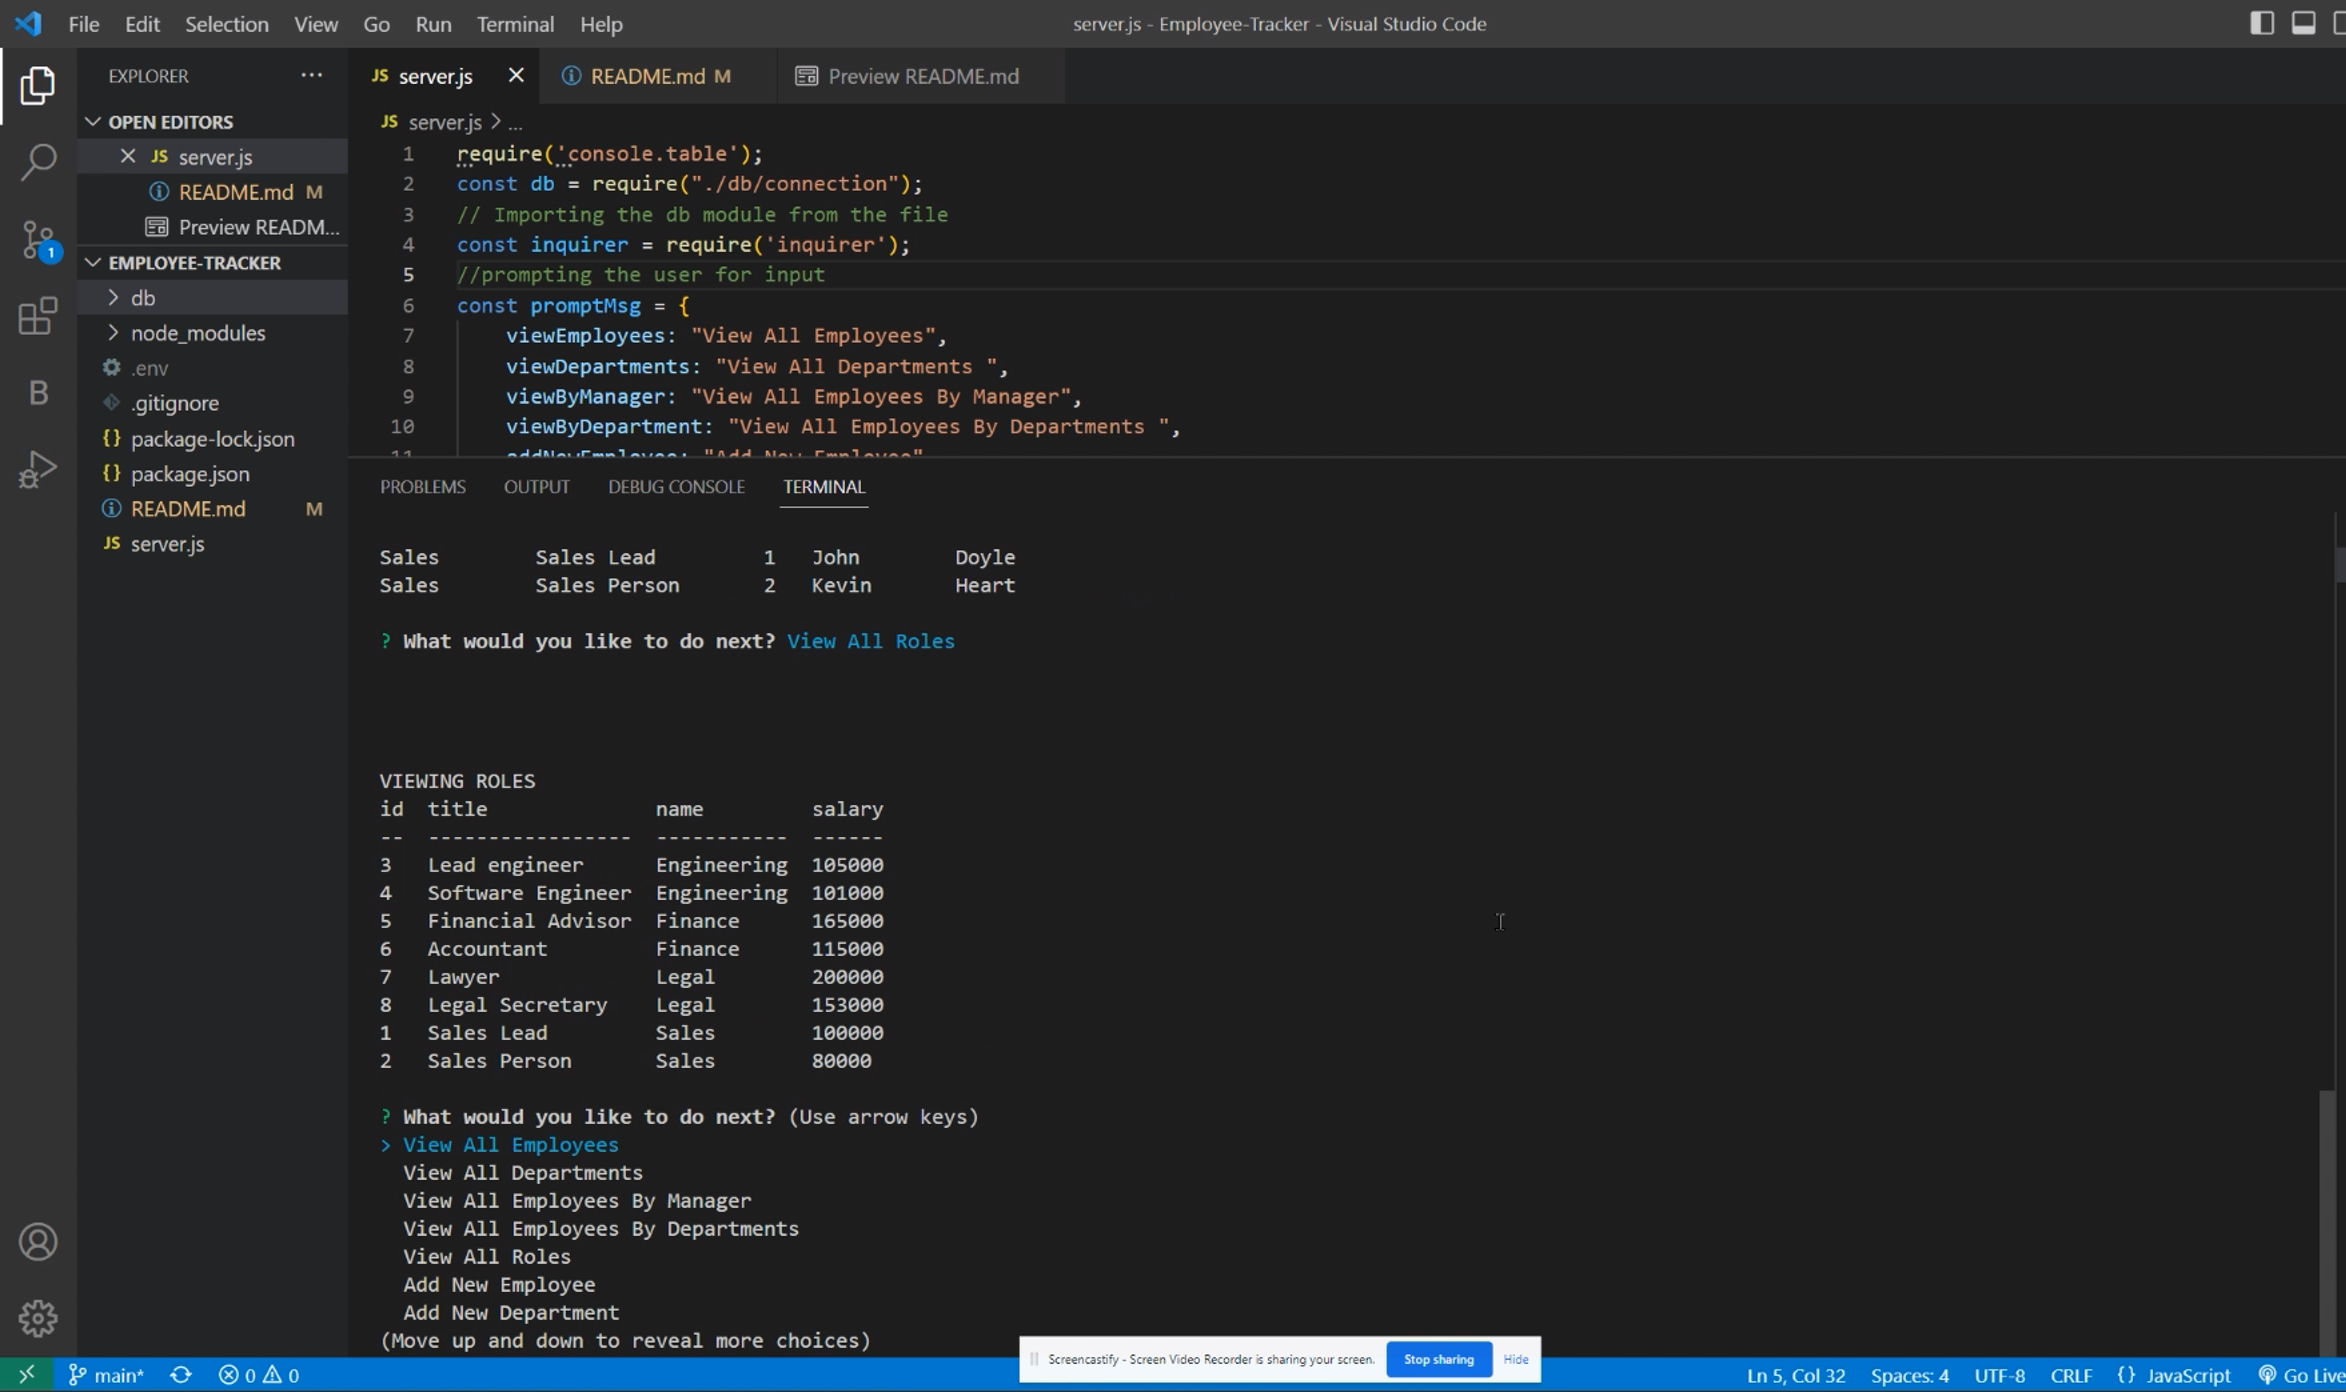 File Edit Selection View Go Run Terminal Help server.js - Employee-Tracker - Visual Studio Code
EXPLORER ...
OPEN EDITORS
JS server.js
README.md M
Preview READM...
EMPLOYEE-TRACKER
db
node_modules
.env
.gitignore
{} package-lock.json
{} package.json
README.md M
JS server.js
1
B
JS server.js README.md M Preview README.md
JS server.js > ...
1 require('console.table');
2 const db = require("./db/connection");
3 // Importing the db module from the file
4 const inquirer = require('inquirer');
5 //prompting the user for input
6 const promptMsg = {
7 viewEmployees: "View All Employees",
8 viewDepartments: "View All Departments ",
9 viewByManager: "View All Employees By Manager",
10 viewByDepartment: "View All Employees By Departments ",
11 addNewEmployee: "Add New Employee"
PROBLEMS OUTPUT DEBUG CONSOLE TERMINAL
Sales Sales Lead 1 John Doyle
Sales Sales Person 2 Kevin Heart
? What would you like to do next? View All Roles
VIEWING ROLES
id title name salary
-- ----------------- ----------- ------
3 Lead engineer Engineering 105000
4 Software Engineer Engineering 101000
5 Financial Advisor Finance 165000
6 Accountant Finance 115000
7 Lawyer Legal 200000
8 Legal Secretary Legal 153000
1 Sales Lead Sales 100000
2 Sales Person Sales 80000
? What would you like to do next? (Use arrow keys)
> View All Employees
View All Departments
View All Employees By Manager
View All Employees By Departments
View All Roles
Add New Employee
Add New Department
(Move up and down to reveal more choices)
Screencastify - Screen Video Recorder is sharing your screen. Stop sharing Hide
main* 0 0 Ln 5, Col 32 Spaces: 4 UTF-8 CRLF {} JavaScript Go Live